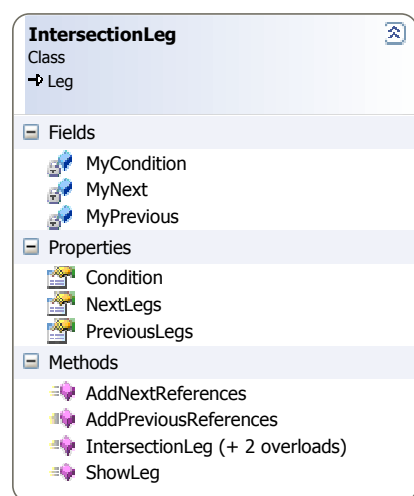 IntersectionLeg
Class
Leg
Fields
MyCondition
MyNext
MyPrevious
Properties
Condition
NextLegs
PreviousLegs
Methods
AddNextReferences
AddPreviousReferences
IntersectionLeg (+ 2 overloads)
ShowLeg